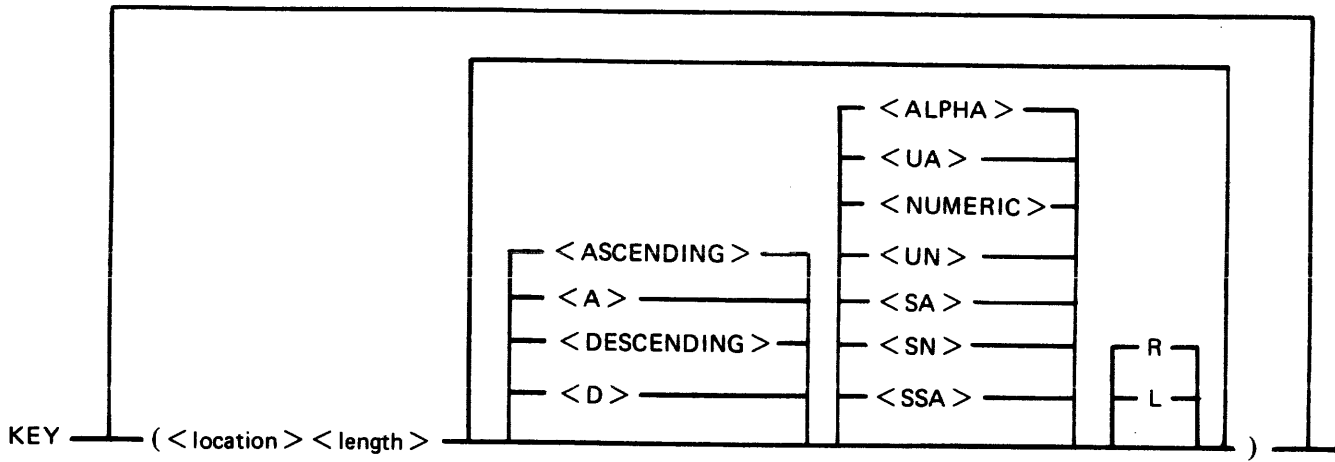 <ALPHA>
<UA>
<NUMERIC>
<ASCENDING> <UN>
<A> <SA>
<DESCENDING> <SN> R
<D> <SSA> L
KEY (<location> <length> )